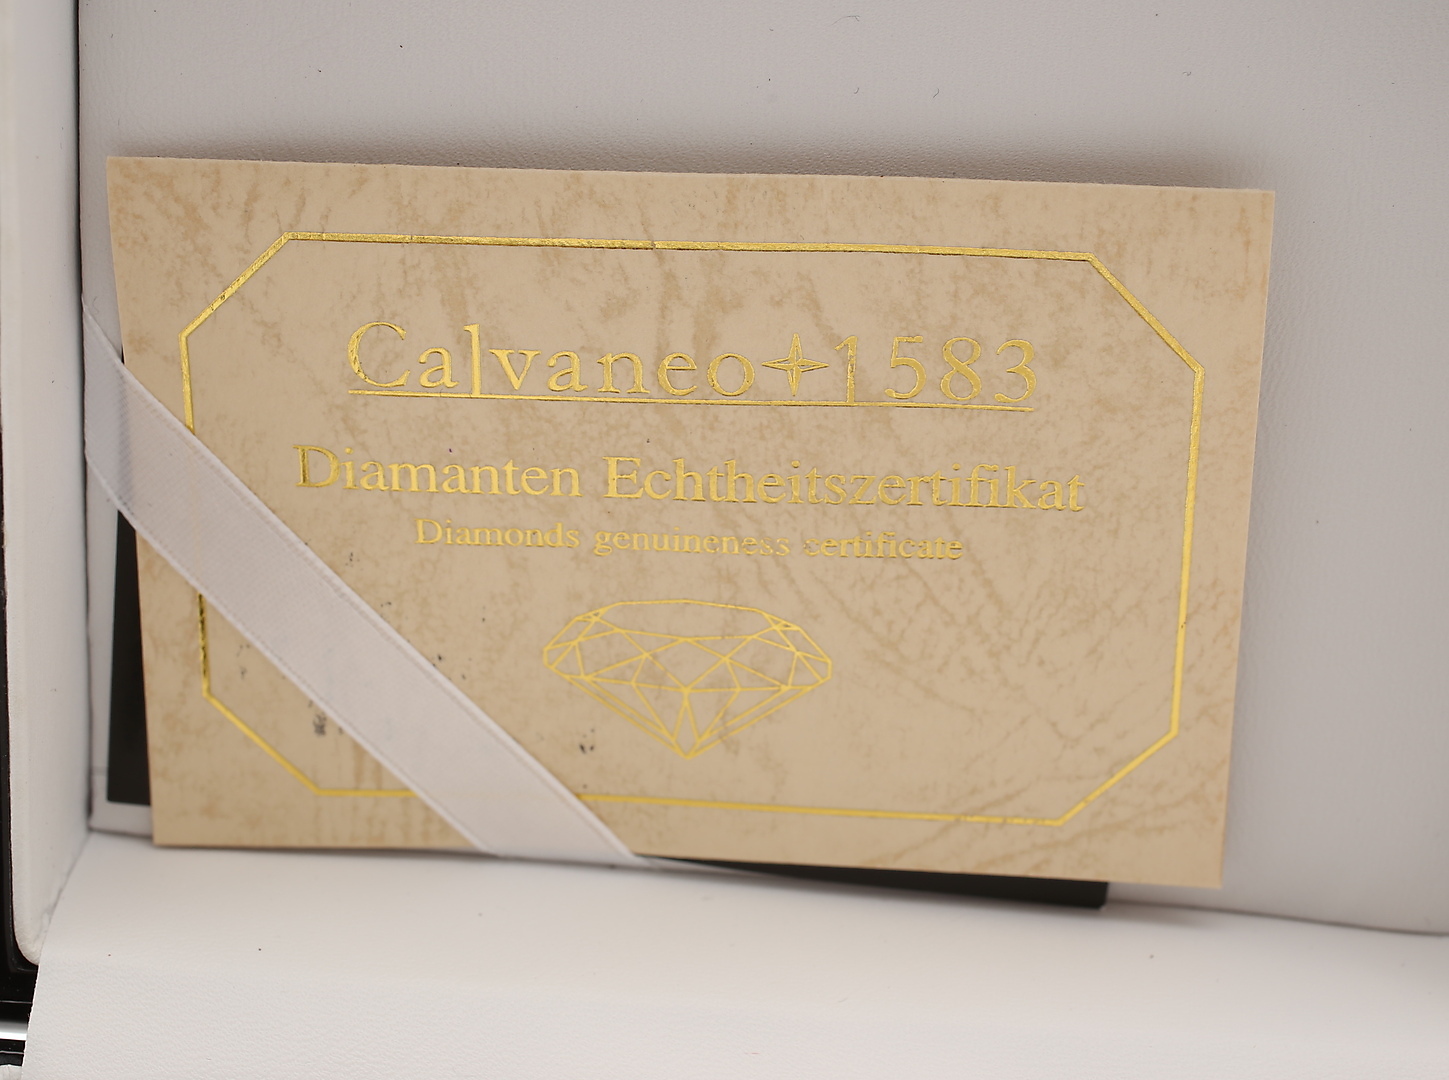 Calvaneo 1583
Diamanten Echtheitszertifikat
Diamonds genuineness certificate